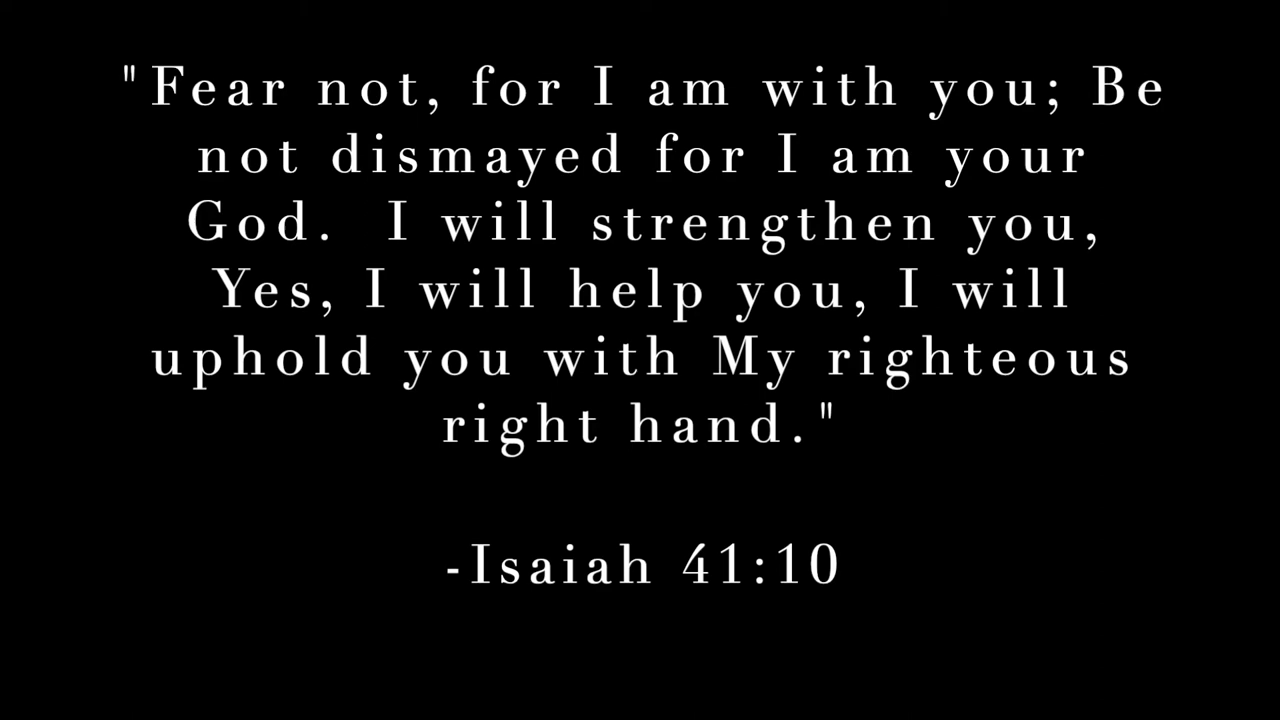 "Fear not, for I am with you; Be
not dismayed for I am your
God.  I will strengthen you,
Yes, I will help you, I will
uphold you with My righteous
right hand."
-Isaiah 41:10